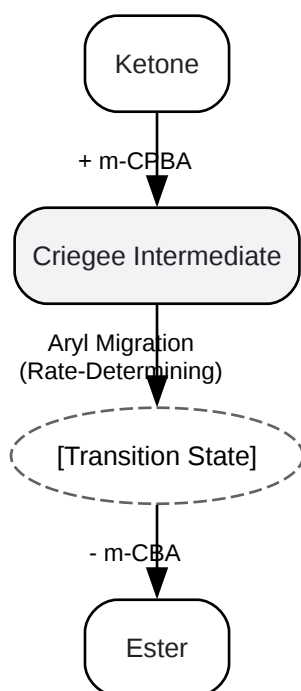 Ketone
+ m-CPBA
Criegee Intermediate
Aryl Migration
(Rate-Determining)
[Transition State]
- m-CBA
Ester